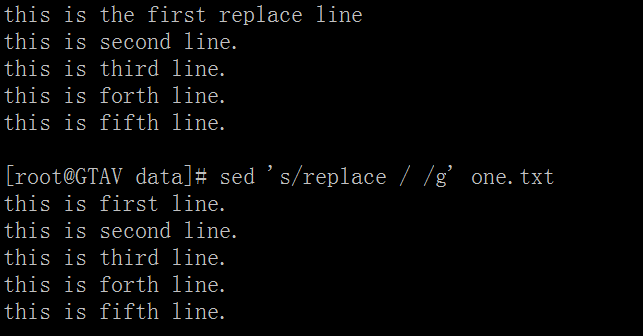 this is the first replace line
this is second line.
this is third line.
this is forth line.
this is fifth line.
[root@GTAV data]# sed 's/replace / /g' one.txt
this is first line.
this is second line.
this is third line.
this is forth line.
this is fifth line.